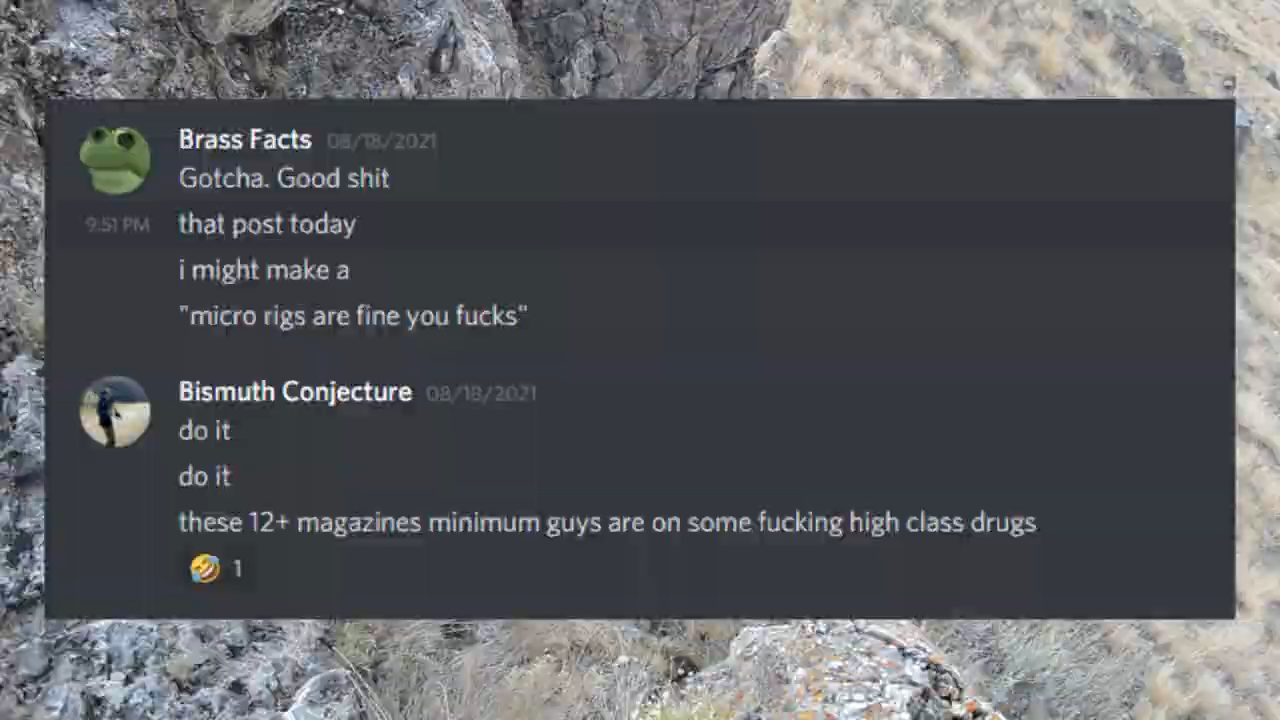 Brass Facts 08/18/2021
Gotcha. Good shit
9:51 PM that post today
i might make a
"micro rigs are fine you fucks"
Bismuth Conjecture 08/18/2021
do it
do it
these 12+ magazines minimum guys are on some fucking high class drugs
🤣 1